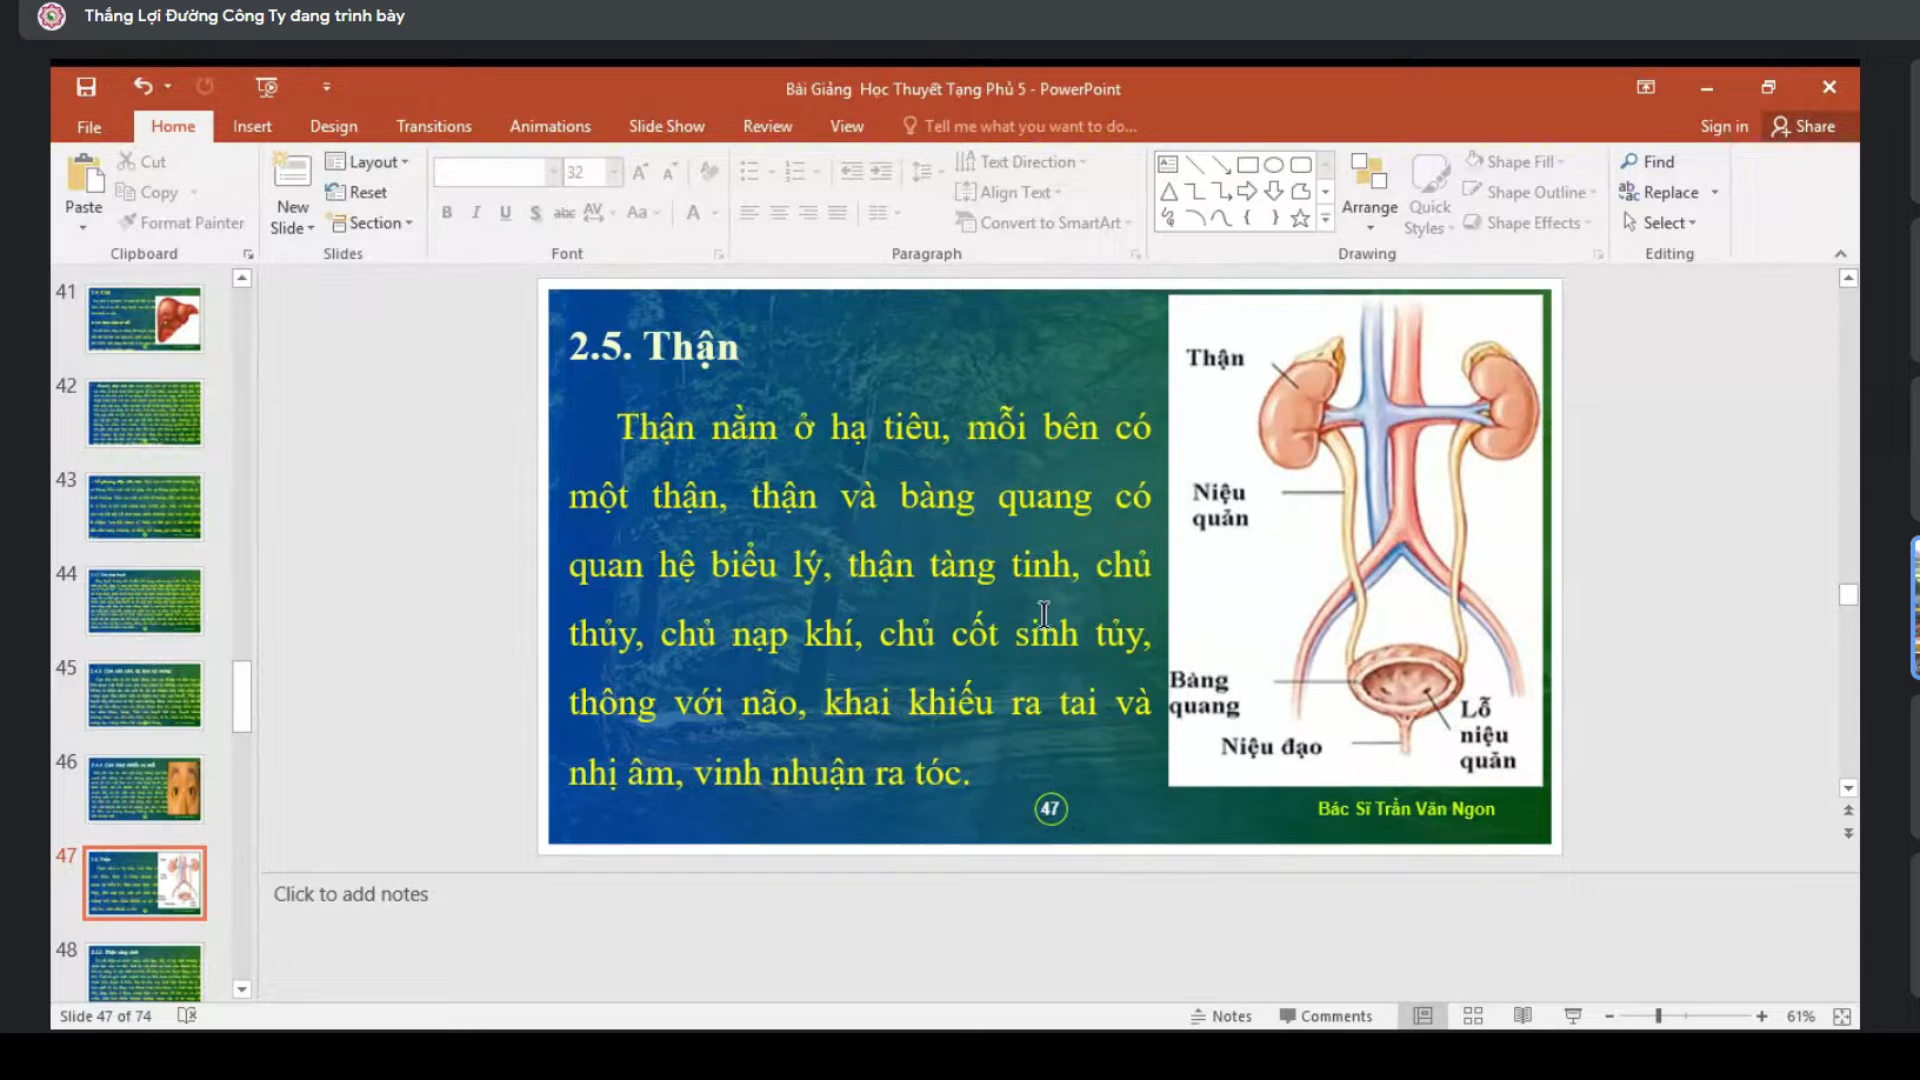 Thắng Lợi Đường Công Ty đang trình bày
Bài Giảng Học Thuyết Tạng Phủ 5 - PowerPoint
File Home Insert Design Transitions Animations Slide Show Review View Tell me what you want to do... Sign in Share
Paste
Cut
Copy
Format Painter
Clipboard
New
Slide
Layout
Reset
Section
Slides
32
B I U S abc AV Aa A
Font
Text Direction
Align Text
Convert to SmartArt
Paragraph
Arrange
Quick
Styles
Shape Fill
Shape Outline
Shape Effects
Drawing
Find
Replace
Select
Editing
41
42
43
44
45
46
47
48
2.5. Thận
Thận nằm ở hạ tiêu, mỗi bên có
một thận, thận và bàng quang có
quan hệ biểu lý, thận tàng tinh, chủ
thủy, chủ nạp khí, chủ cốt sinh tủy,
thông với não, khai khiếu ra tai và
nhị âm, vinh nhuận ra tóc.
Thận
Niệu
quản
Bàng
quang
Niệu đạo
Lỗ
niệu
quản
47
Bác Sĩ Trần Văn Ngon
Click to add notes
Slide 47 of 74
Notes Comments 61%